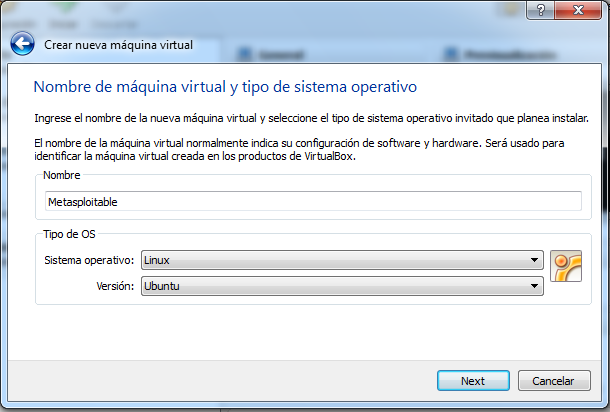 Crear nueva máquina virtual
Nombre de máquina virtual y tipo de sistema operativo
Ingrese el nombre de la nueva máquina virtual y seleccione el tipo de sistema operativo invitado que planea instalar.
El nombre de la máquina virtual normalmente indica su configuración de software y hardware. Será usado para
identificar la máquina virtual creada en los productos de VirtualBox.
Nombre
Metasploitable
Tipo de OS
Sistema operativo: Linux
Versión: Ubuntu
Next Cancelar